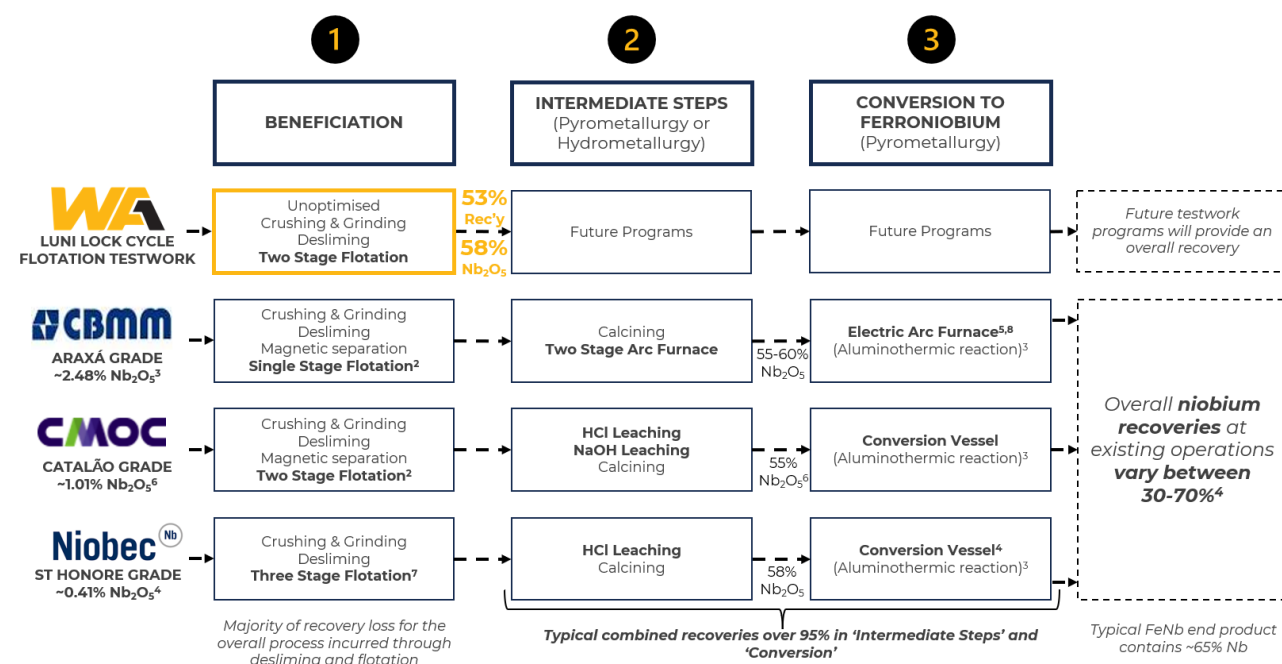 1
2
3
BENEFICIATION
INTERMEDIATE STEPS
(Pyrometallurgy or
Hydrometallurgy)
CONVERSION TO
FERRONIOBIUM
(Pyrometallurgy)
WA
LUNI LOCK CYCLE
FLOTATION TESTWORK
Unoptimised
Crushing & Grinding
Desliming
Two Stage Flotation
53%
Rec'y
58%
Nb₂O₅
Future Programs
Future Programs
Future testwork
programs will provide an
overall recovery
CBMM
ARAXÁ GRADE
~2.48% Nb₂O₅³
Crushing & Grinding
Desliming
Magnetic separation
Single Stage Flotation²
Calcining
Two Stage Arc Furnace
55-60%
Nb₂O₅
Electric Arc Furnace⁵,⁸
(Aluminothermic reaction)³
CMOC
CATALÃO GRADE
~1.01% Nb₂O₅⁶
Crushing & Grinding
Desliming
Magnetic separation
Two Stage Flotation²
HCl Leaching
NaOH Leaching
Calcining
55%
Nb₂O₅⁶
Conversion Vessel
(Aluminothermic reaction)³
Niobec Nb
ST HONORE GRADE
~0.41% Nb₂O₅⁴
Crushing & Grinding
Desliming
Three Stage Flotation⁷
HCl Leaching
Calcining
58%
Nb₂O₅
Conversion Vessel⁴
(Aluminothermic reaction)³
Overall niobium
recoveries at
existing operations
vary between
30-70%⁴
Majority of recovery loss for the
overall process incurred through
desliming and flotation
Typical combined recoveries over 95% in 'Intermediate Steps' and
'Conversion'
Typical FeNb end product
contains ~65% Nb